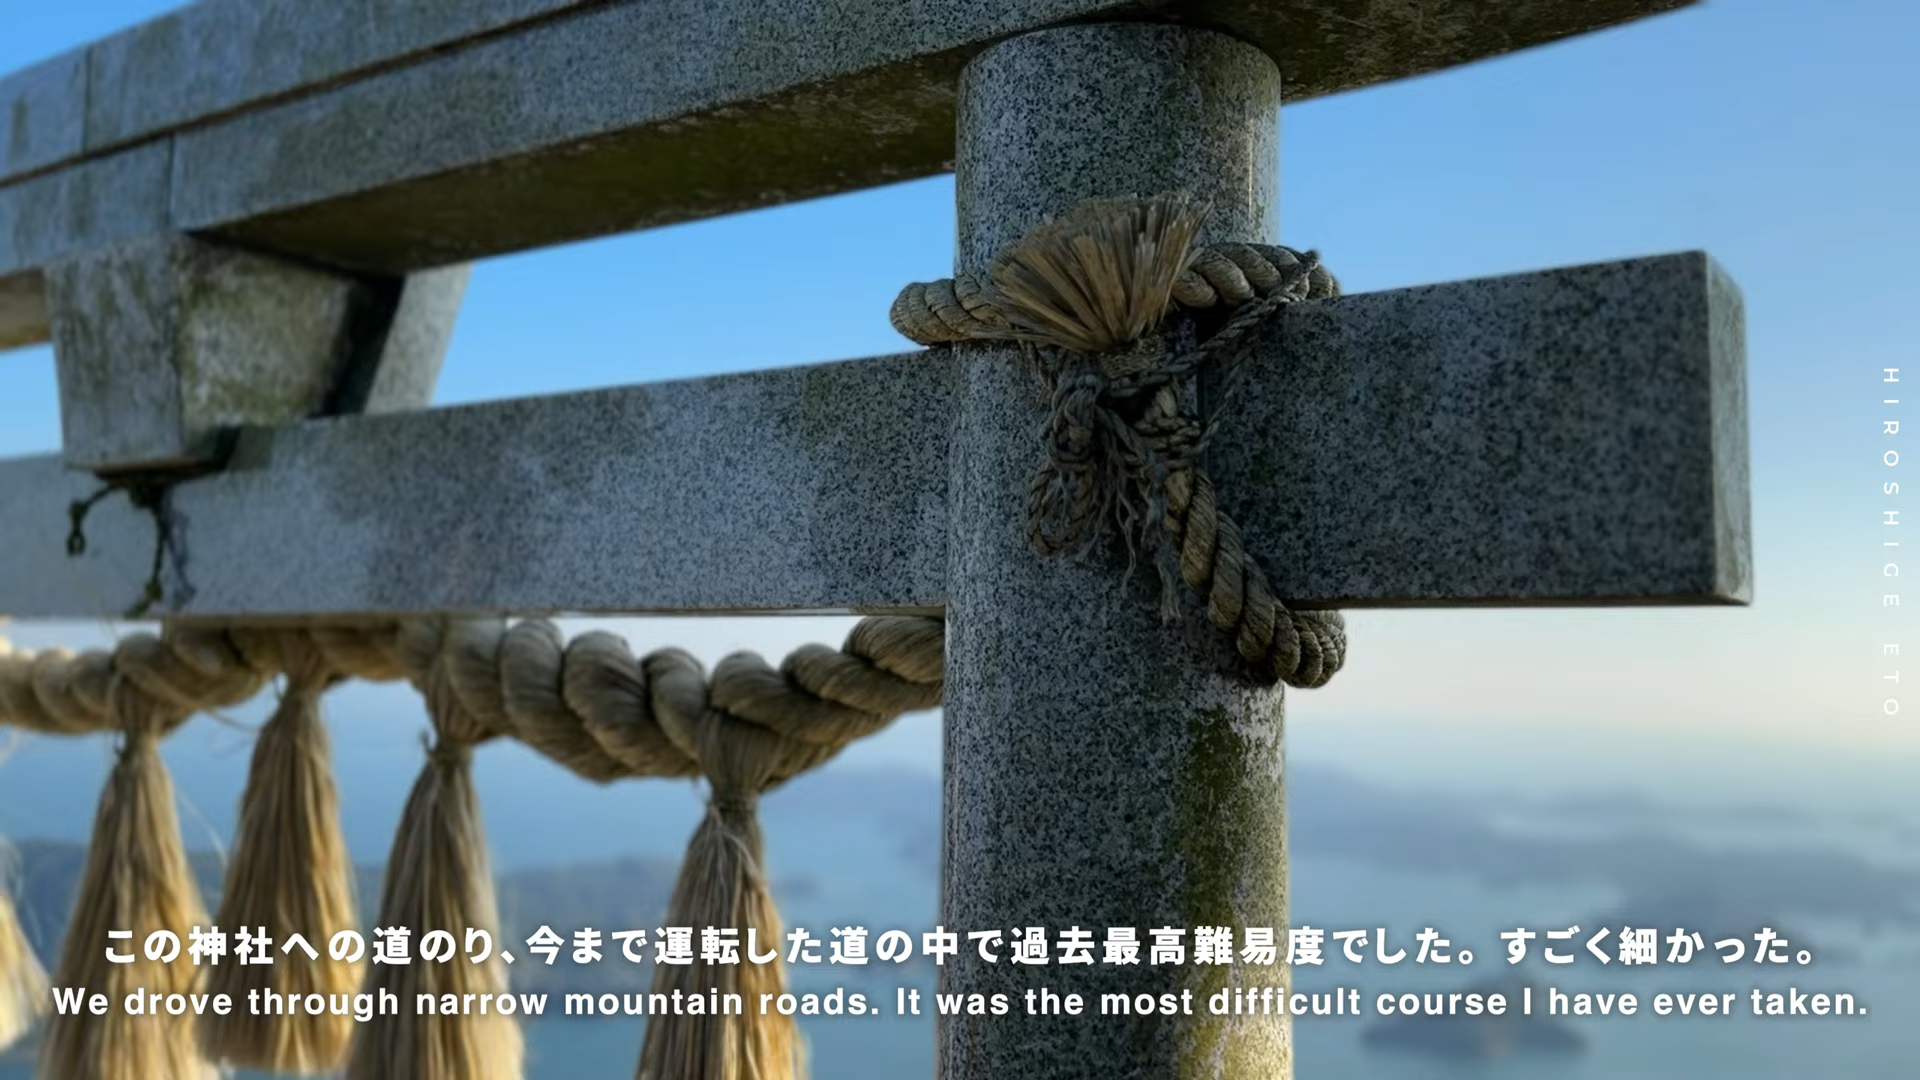 この神社への道のり、今まで運転した道の中で過去最高難易度でした。すごく細かった。
We drove through narrow mountain roads. It was the most difficult course I have ever taken.
HIROSHIGE ETO